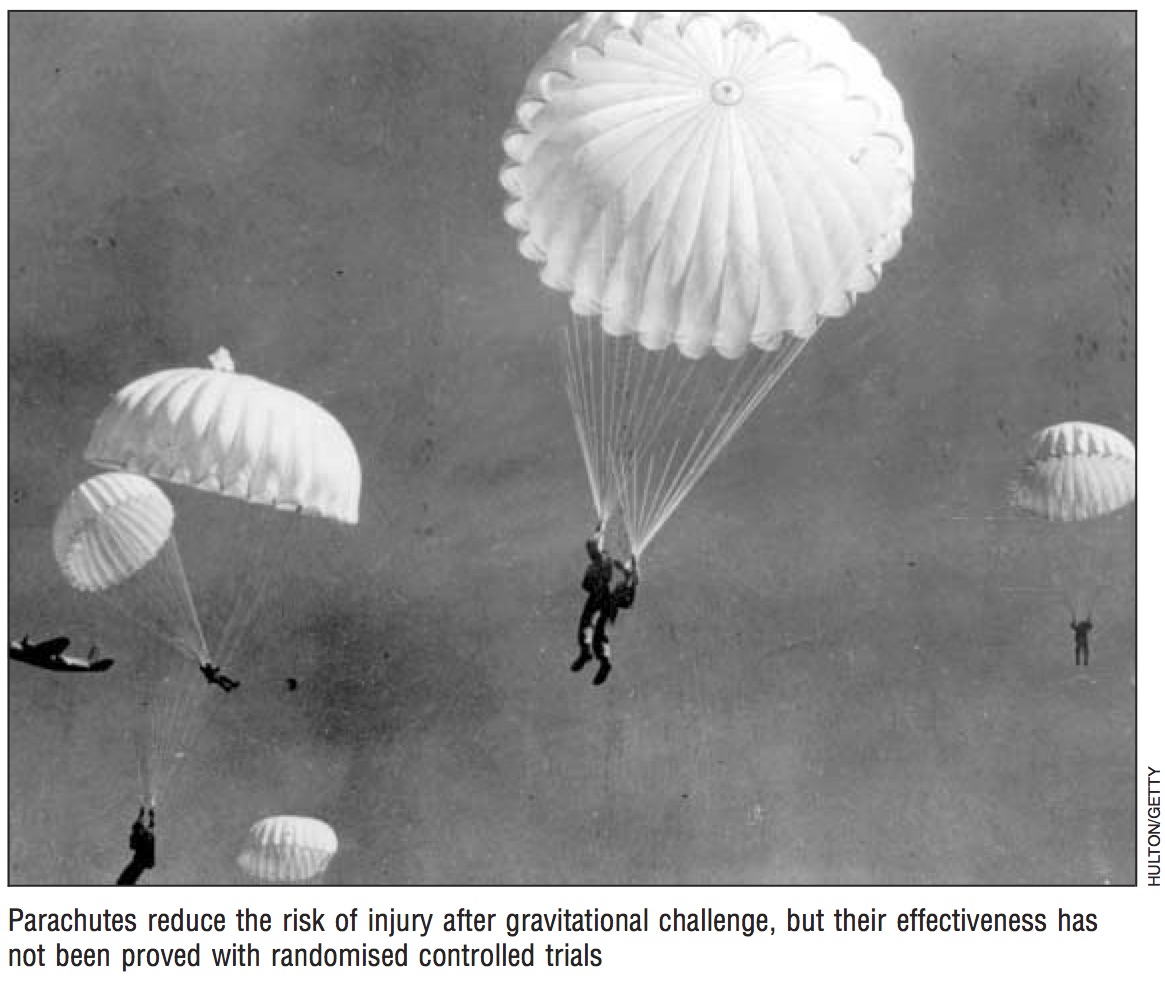 HULTON/GETTY
Parachutes reduce the risk of injury after gravitational challenge, but their effectiveness has
not been proved with randomised controlled trials